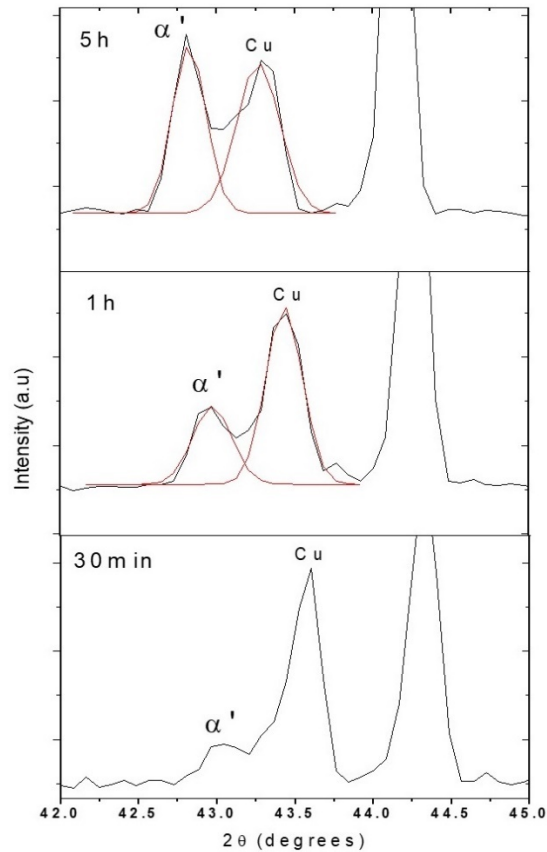 5 h
α '
Cu
1 h
α '
Cu
30 min
α '
Cu
Intensity (a.u)
42.0 42.5 43.0 43.5 44.0 44.5 45.0
2 θ (degrees)